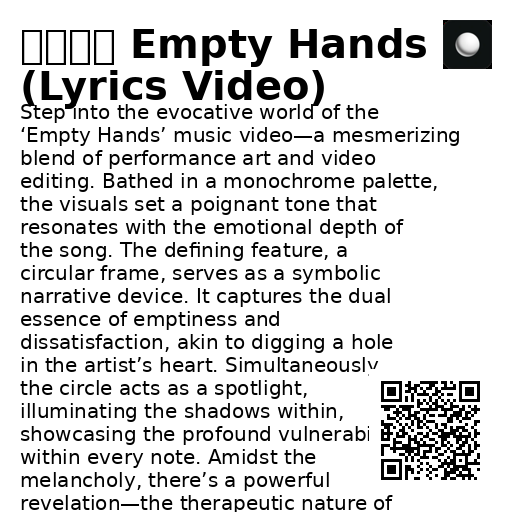 Empty Hands
(Lyrics Video)
Step into the evocative world of the
‘Empty Hands’ music video—a mesmerizing
blend of performance art and video
editing. Bathed in a monochrome palette,
the visuals set a poignant tone that
resonates with the emotional depth of
the song. The defining feature, a
circular frame, serves as a symbolic
narrative device. It captures the dual
essence of emptiness and
dissatisfaction, akin to digging a hole
in the artist’s heart. Simultaneously,
the circle acts as a spotlight,
illuminating the shadows within,
showcasing the profound
within every note. Amidst the
melancholy, there’s a powerful
revelation—the therapeutic nature of